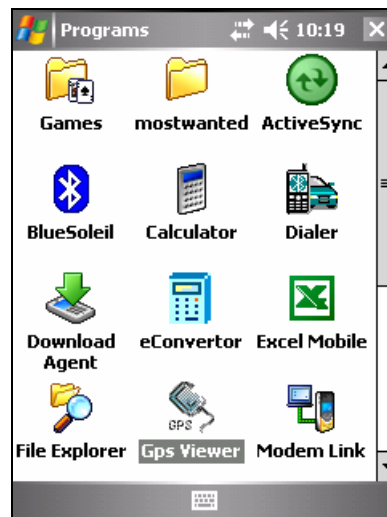 Programs 10:19
Games mostwanted ActiveSync
BlueSoleil Calculator Dialer
Download Agent eConvertor Excel Mobile
GPS
File Explorer Gps Viewer Modem Link